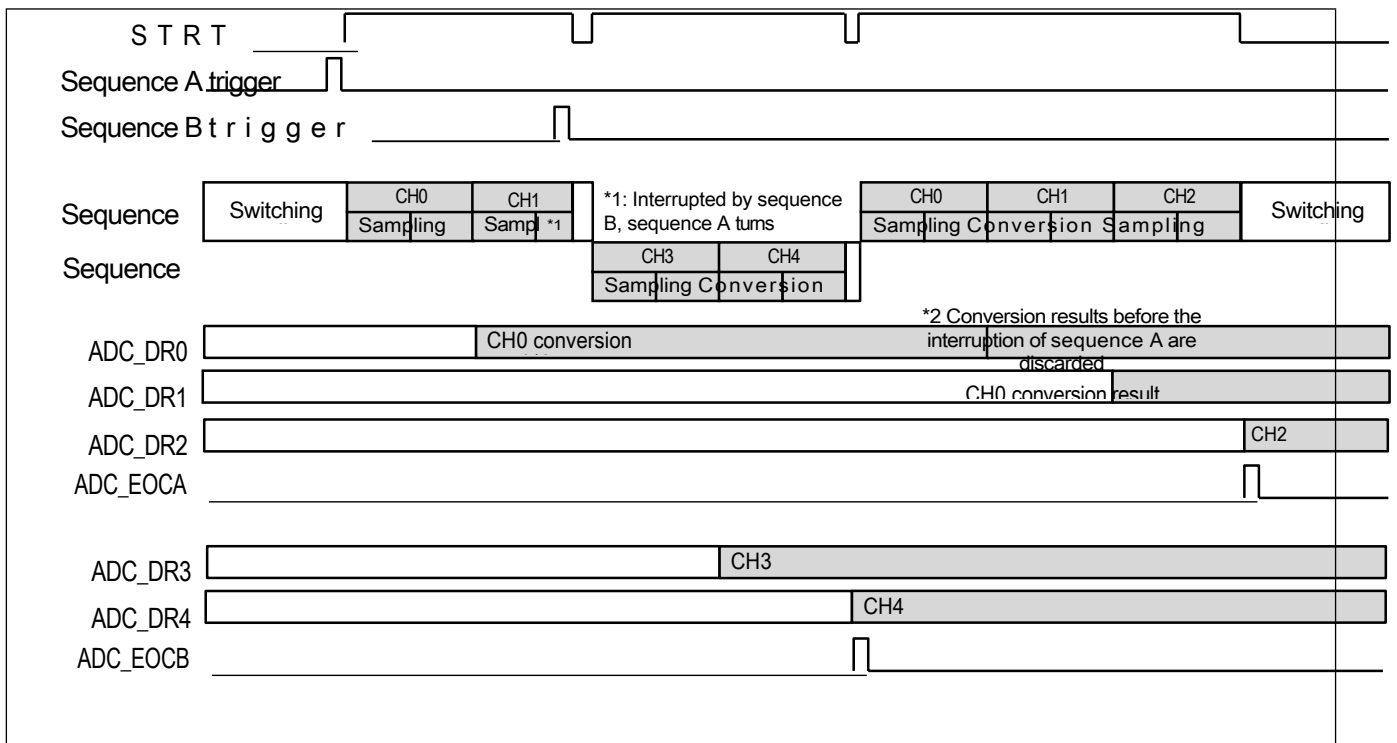 S T R T
Sequence A trigger
Sequence B t r i g g e r
Sequence
Switching
CH0
CH1
Sampling
Sampl *1
*1: Interrupted by sequence
B, sequence A turns
CH0
CH1
CH2
Sampling Conversion Sampling
Switching
Sequence
CH3
CH4
Sampling Conversion
*2 Conversion results before the
interruption of sequence A are
discarded
ADC_DR0
CH0 conversion
ADC_DR1
CH0 conversion result
ADC_DR2
CH2
ADC_EOCA
ADC_DR3
CH3
ADC_DR4
CH4
ADC_EOCB